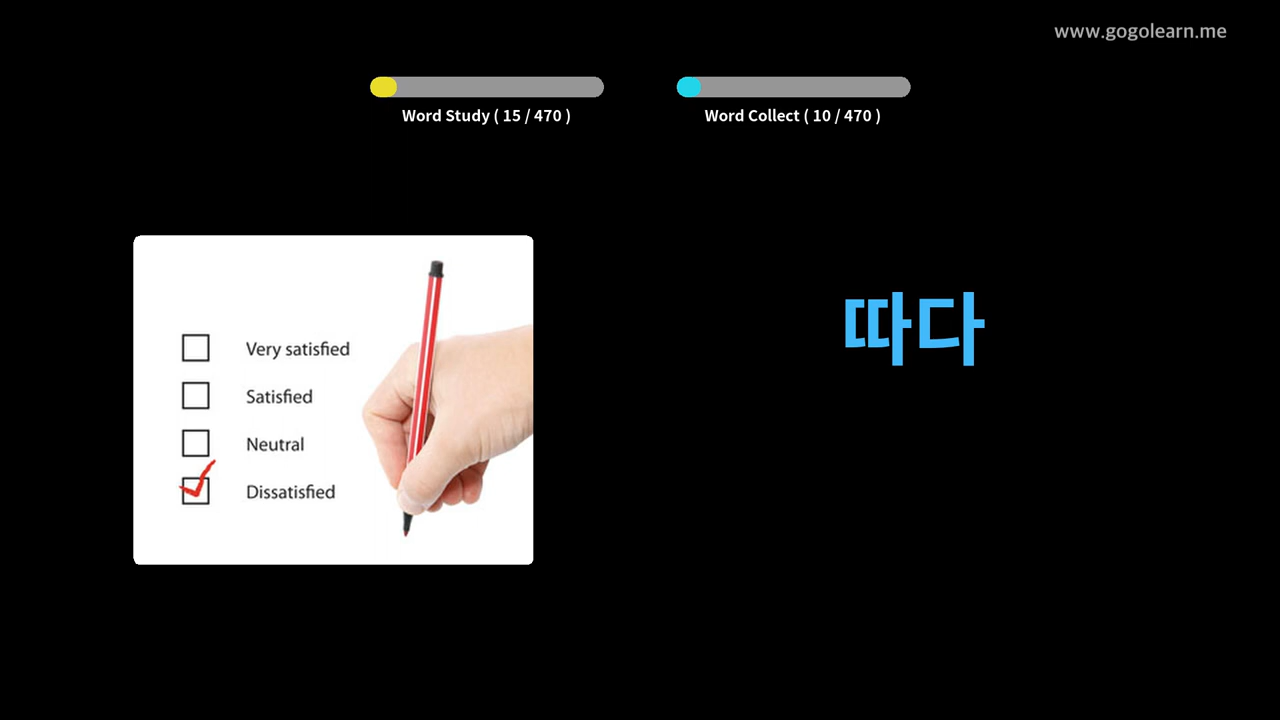 www.gogolearn.me
Word Study ( 15 / 470 )
Word Collect ( 10 / 470 )
Very satisfied
Satisfied
Neutral
Dissatisfied
따다